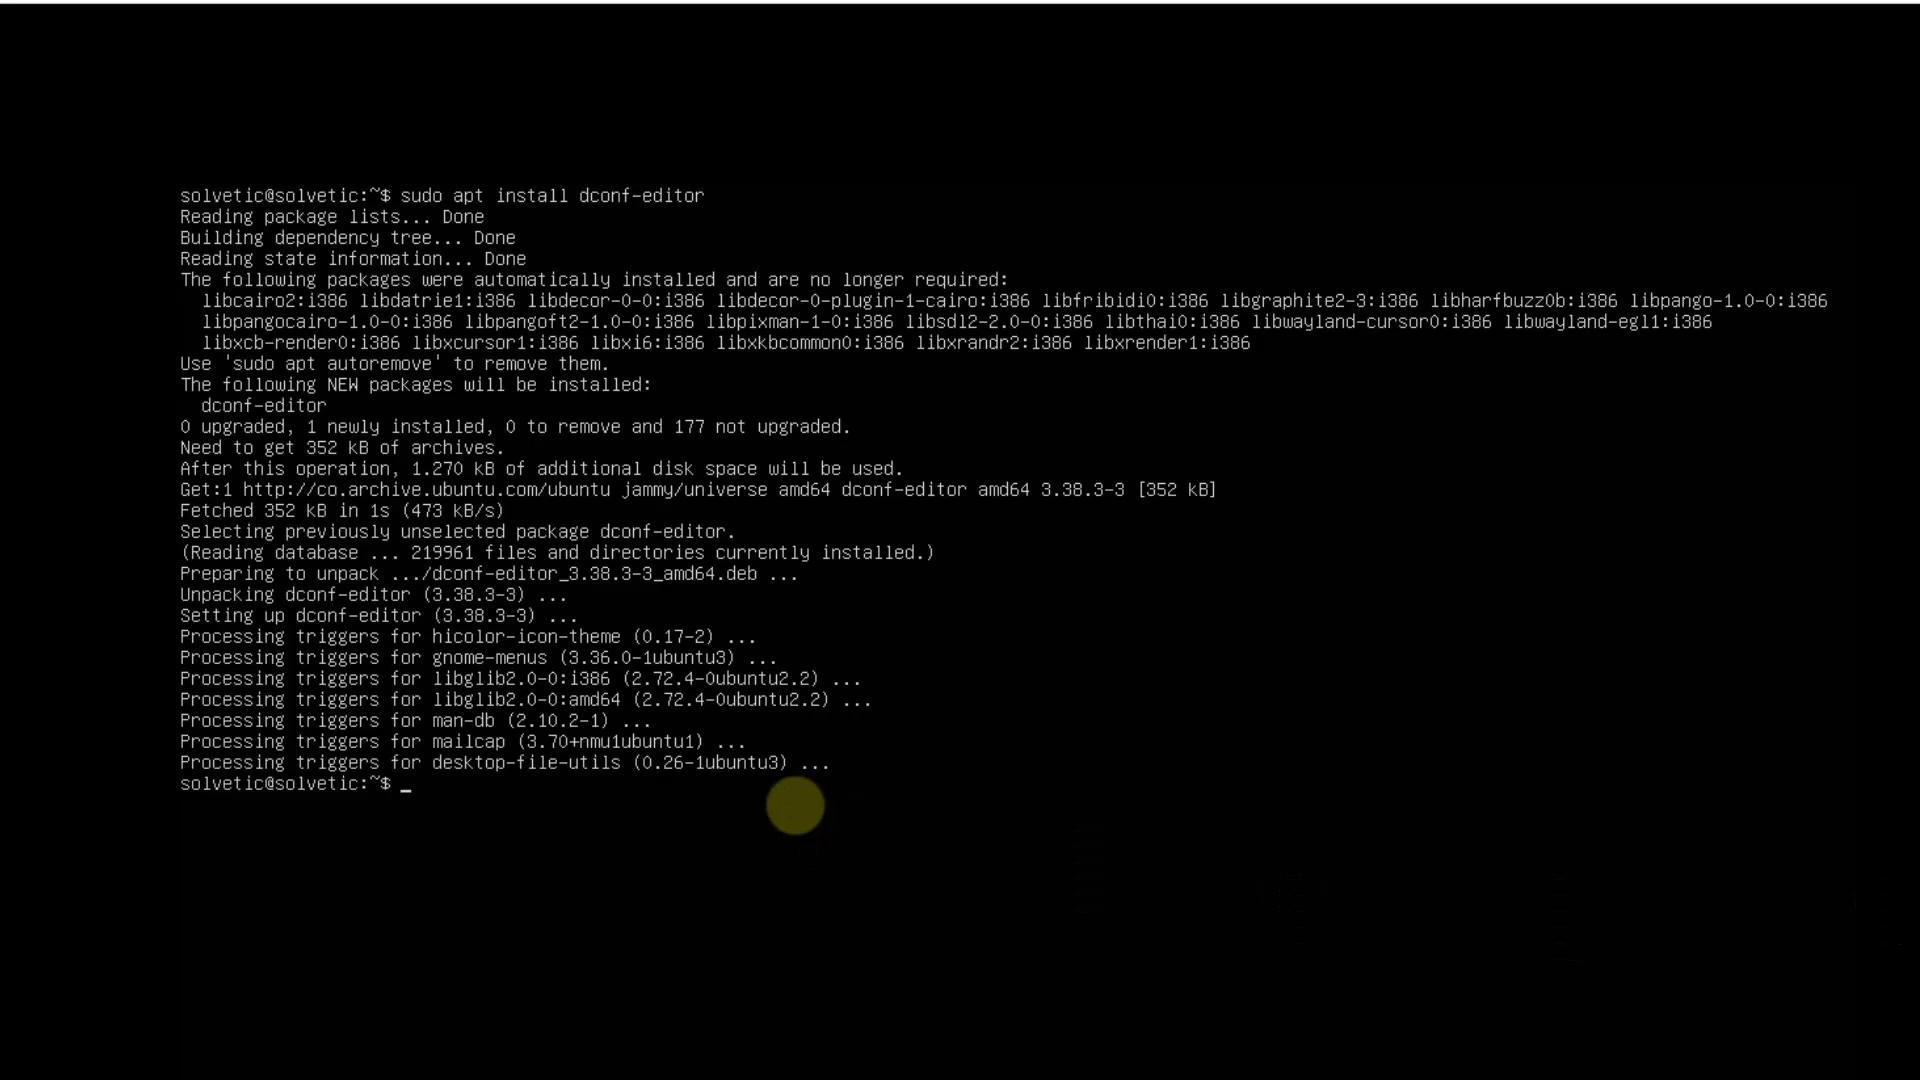 solvetic@solvetic:~$ sudo apt install dconf-editor
Reading package lists... Done
Building dependency tree... Done
Reading state information... Done
The following packages were automatically installed and are no longer required:
libcairo2:i386 libdatrie1:i386 libdecor-0-0:i386 libdecor-0-plugin-1-cairo:i386 libfribidi0:i386 libgraphite2-3:i386 libharfbuzz0b:i386 libpango-1.0-0:i386
libpangocairo-1.0-0:i386 libpangoft2-1.0-0:i386 libpixman-1-0:i386 libsdl2-2.0-0:i386 libthai0:i386 libwayland-cursor0:i386 libwayland-egl1:i386
libxcb-render0:i386 libxcursor1:i386 libxi6:i386 libxkbcommon0:i386 libxrandr2:i386 libxrender1:i386
Use 'sudo apt autoremove' to remove them.
The following NEW packages will be installed:
dconf-editor
0 upgraded, 1 newly installed, 0 to remove and 177 not upgraded.
Need to get 352 kB of archives.
After this operation, 1.270 kB of additional disk space will be used.
Get:1 http://co.archive.ubuntu.com/ubuntu jammy/universe amd64 dconf-editor amd64 3.38.3-3 [352 kB]
Fetched 352 kB in 1s (473 kB/s)
Selecting previously unselected package dconf-editor.
(Reading database ... 219961 files and directories currently installed.)
Preparing to unpack .../dconf-editor_3.38.3-3_amd64.deb ...
Unpacking dconf-editor (3.38.3-3) ...
Setting up dconf-editor (3.38.3-3) ...
Processing triggers for hicolor-icon-theme (0.17-2) ...
Processing triggers for gnome-menus (3.36.0-1ubuntu3) ...
Processing triggers for libglib2.0-0:i386 (2.72.4-0ubuntu2.2) ...
Processing triggers for libglib2.0-0:amd64 (2.72.4-0ubuntu2.2) ...
Processing triggers for man-db (2.10.2-1) ...
Processing triggers for mailcap (3.70+nmu1ubuntu1) ...
Processing triggers for desktop-file-utils (0.26-1ubuntu3) ...
solvetic@solvetic:~$ _